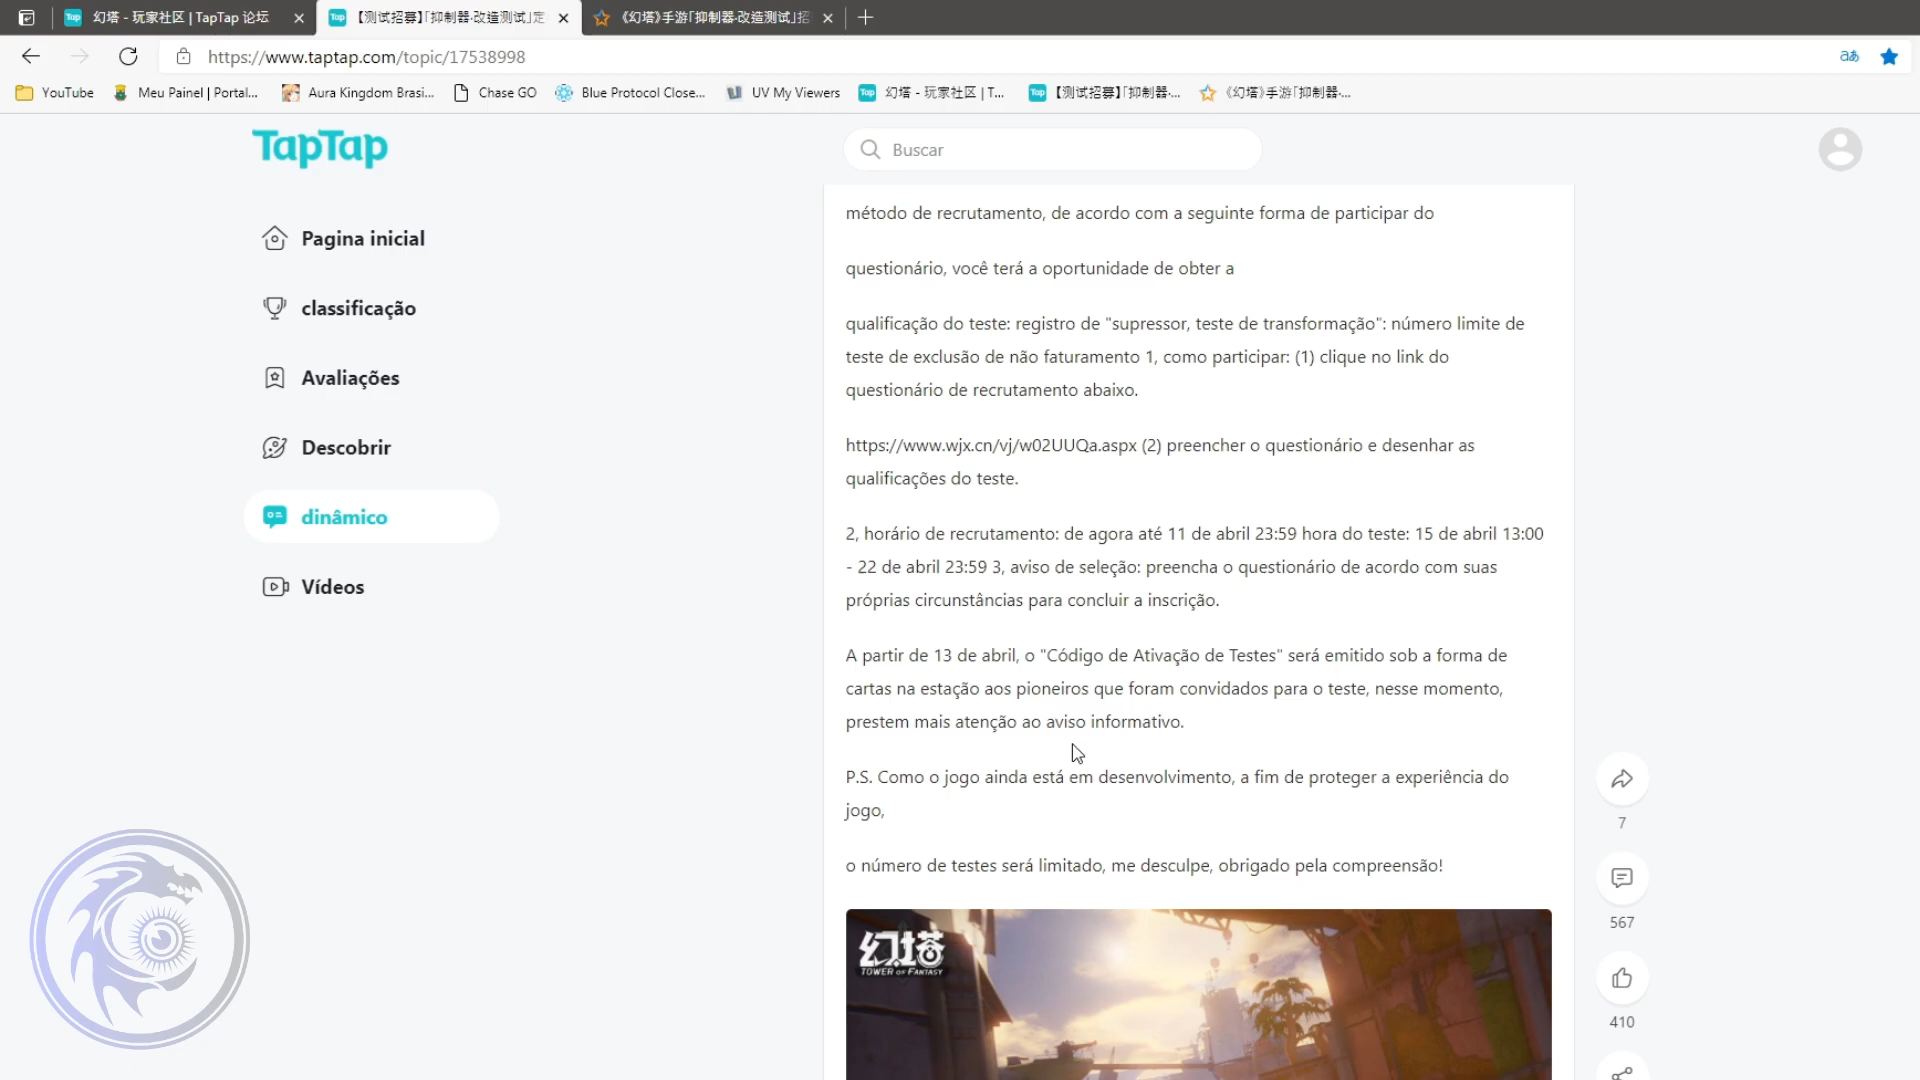 幻塔 - 玩家社区 | TapTap 论坛
【测试招募】「抑制器·改造测试」定
《幻塔》手游「抑制器·改造测试」招
https://www.taptap.com/topic/17538998
aあ
YouTube
Meu Painel | Portal...
Aura Kingdom Brasi...
Chase GO
Blue Protocol Close...
UV My Viewers
幻塔 - 玩家社区 | T...
【测试招募】「抑制器·...
《幻塔》手游「抑制器·...
TapTap
Buscar
Pagina inicial
classificação
Avaliações
Descobrir
dinâmico
Vídeos
método de recrutamento, de acordo com a seguinte forma de participar do
questionário, você terá a oportunidade de obter a
qualificação do teste: registro de "supressor, teste de transformação": número limite de
teste de exclusão de não faturamento 1, como participar: (1) clique no link do
questionário de recrutamento abaixo.
https://www.wjx.cn/vj/w02UUQa.aspx (2) preencher o questionário e desenhar as
qualificações do teste.
2, horário de recrutamento: de agora até 11 de abril 23:59 hora do teste: 15 de abril 13:00
- 22 de abril 23:59 3, aviso de seleção: preencha o questionário de acordo com suas
próprias circunstâncias para concluir a inscrição.
A partir de 13 de abril, o "Código de Ativação de Testes" será emitido sob a forma de
cartas na estação aos pioneiros que foram convidados para o teste, nesse momento,
prestem mais atenção ao aviso informativo.
P.S. Como o jogo ainda está em desenvolvimento, a fim de proteger a experiência do
jogo,
o número de testes será limitado, me desculpe, obrigado pela compreensão!
7
567
410
幻塔
TOWER OF FANTASY